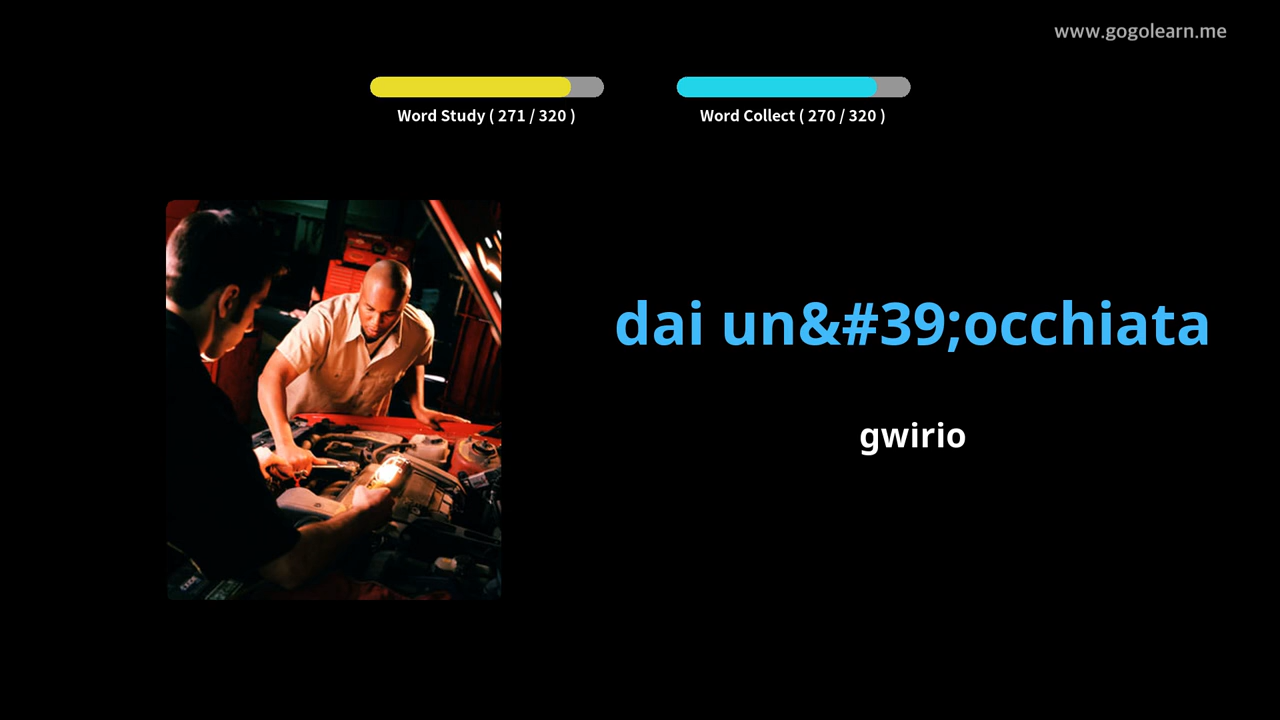 www.gogolearn.me
Word Study ( 271 / 320 )
Word Collect ( 270 / 320 )
dai un&#39;occhiata
gwirio